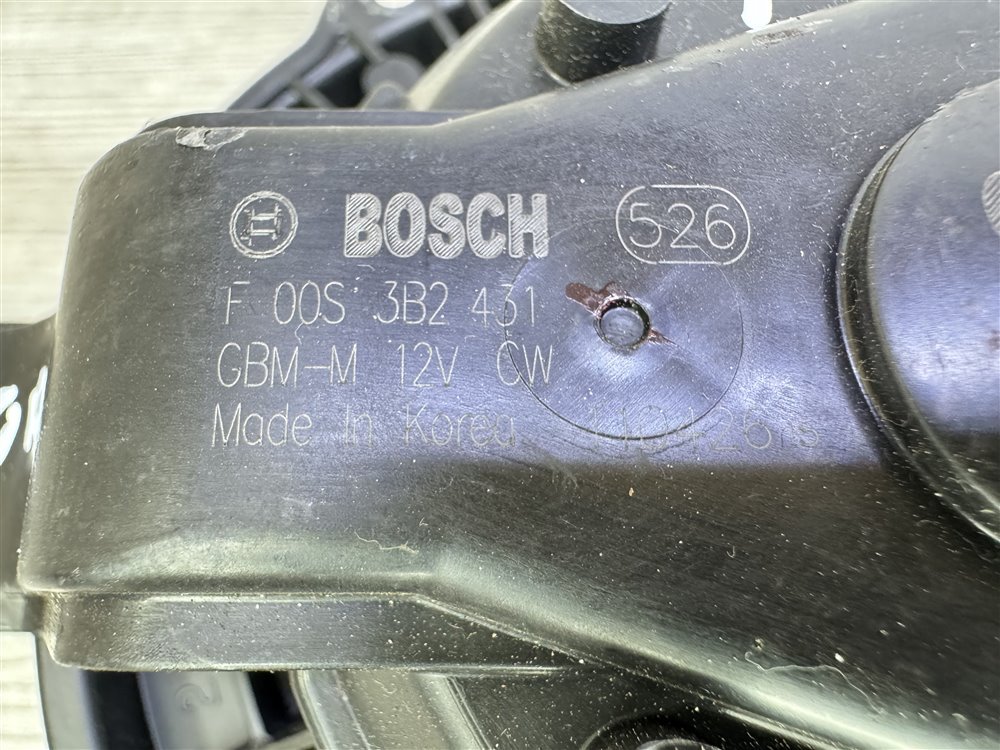 BOSCH 526
F 00S 3B2 431
GBM-M 12V CW
Made In Korea